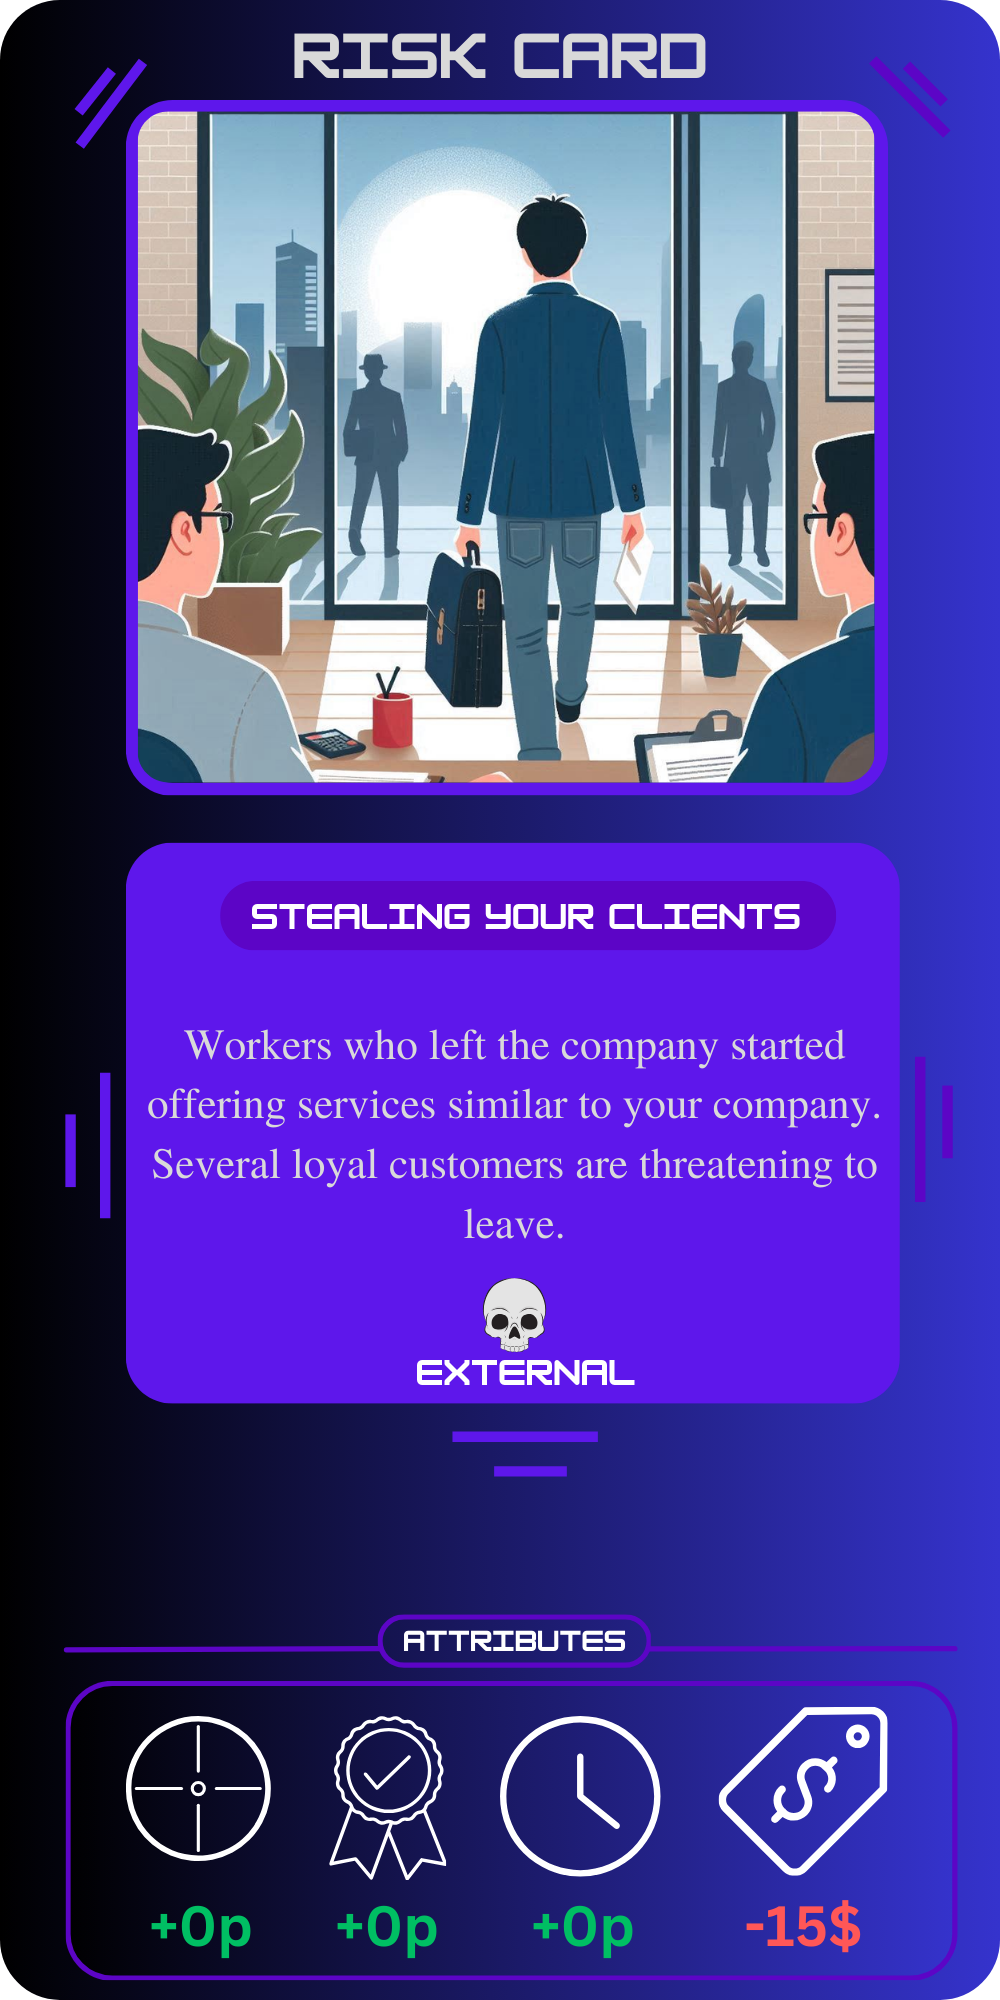 RISK CARD
STEALING YOUR CLIENTS
Workers who left the company started
offering services similar to your company.
Several loyal customers are threatening to
leave.
EXTERNAL
ATTRIBUTES
$
+0p +0p +0p -15$